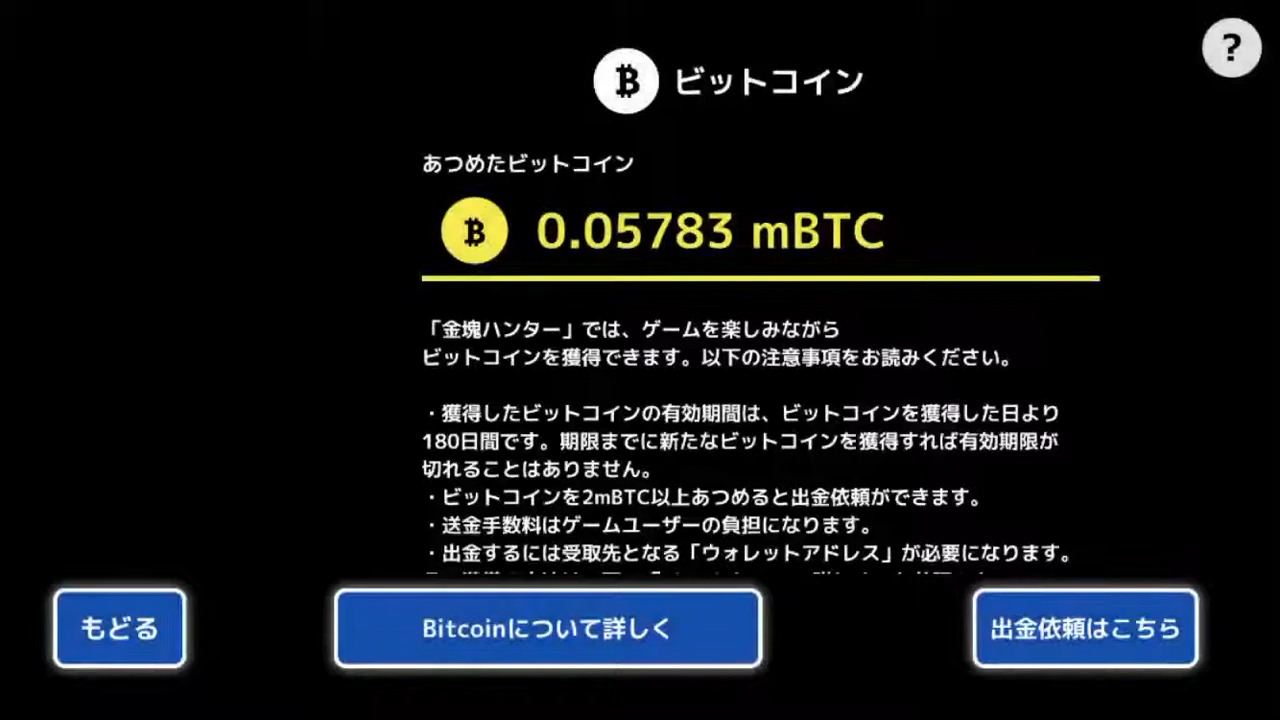 ?
ビットコイン
あつめたビットコイン
0.05783 mBTC
「金塊ハンター」では、ゲームを楽しみながら
ビットコインを獲得できます。以下の注意事項をお読みください。
・獲得したビットコインの有効期間は、ビットコインを獲得した日より
180日間です。期限までに新たなビットコインを獲得すれば有効期限が
切れることはありません。
・ビットコインを2mBTC以上あつめると出金依頼ができます。
・送金手数料はゲームユーザーの負担になります。
・出金するには受取先となる「ウォレットアドレス」が必要になります。
もどる
Bitcoinについて詳しく
出金依頼はこちら